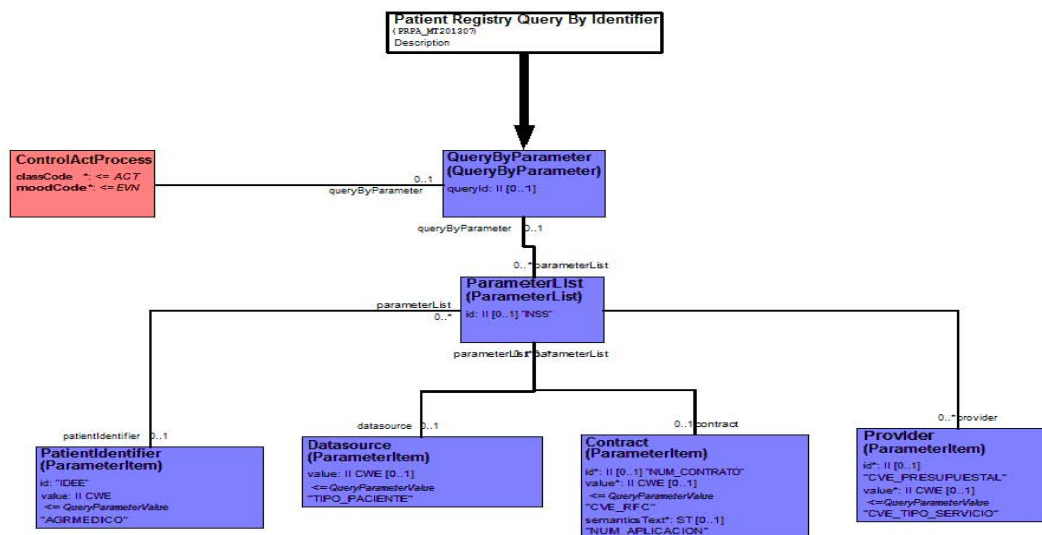 Patient Registry Query By Identifier
(PRPA_MT201307)
Description
ControlActProcess
classCode *: <= ACT
moodCode*: <= EVN
0..1
queryByParameter
QueryByParameter
(QueryByParameter)
queryId: II [0..1]
queryByParameter 0..1
0..* parameterList
ParameterList
(ParameterList)
id: II [0..1] "INSS"
parameterList
0..*
parameterList 0..* parameterList
patientIdentifier 0..1
PatientIdentifier
(ParameterItem)
id: "IDEE"
value: II CWE
<= QueryParameterValue
"AGRMEDICO"
datasource 0..1
Datasource
(ParameterItem)
value: II CWE [0..1]
<= QueryParameterValue
"TIPO_PACIENTE"
0..1 contract
Contract
(ParameterItem)
id*: II [0..1] "NUM_CONTRATO"
value*: II CWE [0..1]
<= QueryParameterValue
"CVE_RFC"
semanticsText*: ST [0..1]
"NUM_APLICACION"
0..* provider
Provider
(ParameterItem)
id*: II [0..1]
"CVE_PRESUPUESTAL"
value*: II CWE [0..1]
<=QueryParameterValue
"CVE_TIPO_SERVICIO"